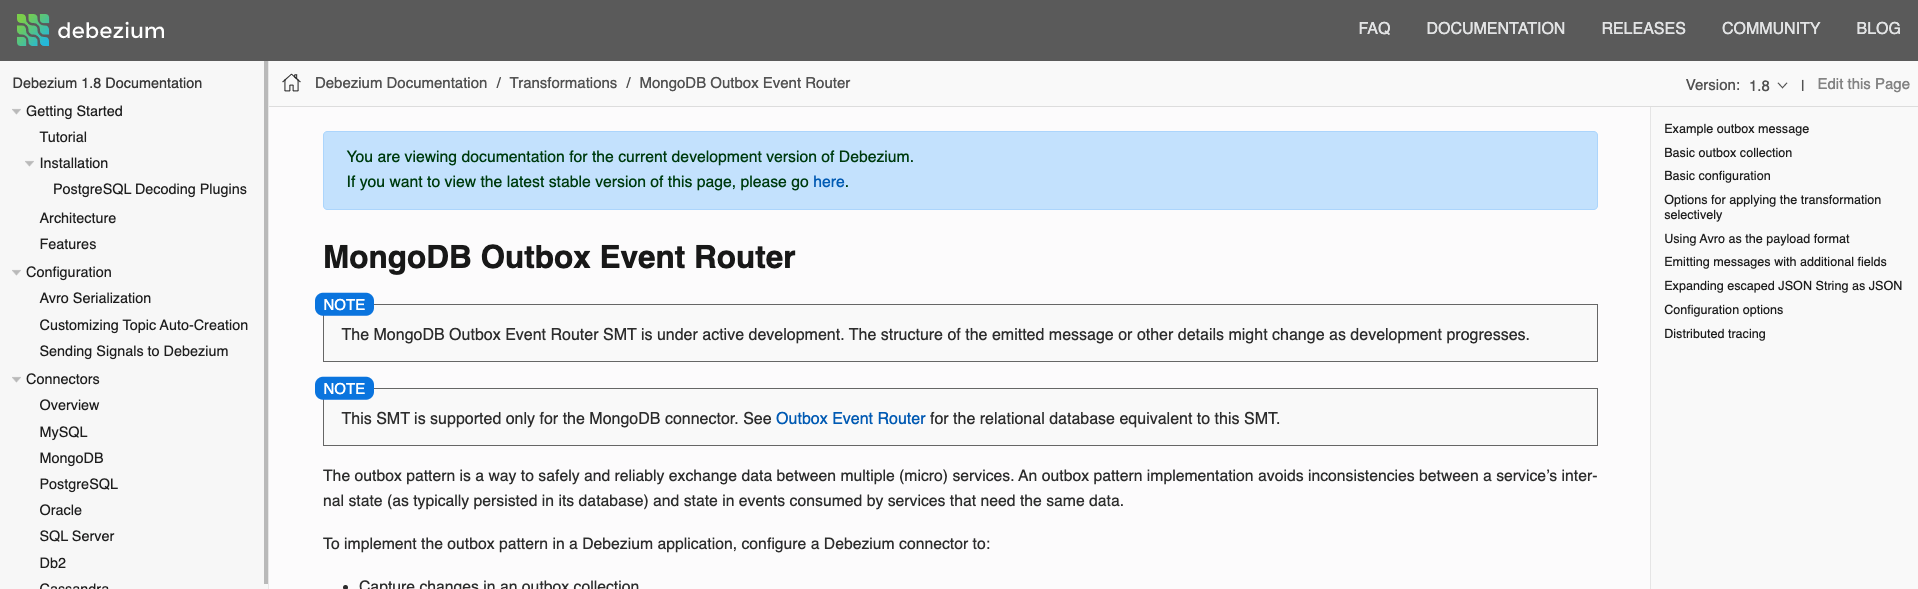 debezium
FAQ
DOCUMENTATION
RELEASES
COMMUNITY
BLOG
Debezium 1.8 Documentation
Getting Started
Tutorial
Installation
PostgreSQL Decoding Plugins
Architecture
Features
Configuration
Avro Serialization
Customizing Topic Auto-Creation
Sending Signals to Debezium
Connectors
Overview
MySQL
MongoDB
PostgreSQL
Oracle
SQL Server
Db2
Cassandra
Debezium Documentation / Transformations / MongoDB Outbox Event Router
Version: 1.8 | Edit this Page
You are viewing documentation for the current development version of Debezium.
If you want to view the latest stable version of this page, please go here.
MongoDB Outbox Event Router
NOTE
The MongoDB Outbox Event Router SMT is under active development. The structure of the emitted message or other details might change as development progresses.
NOTE
This SMT is supported only for the MongoDB connector. See Outbox Event Router for the relational database equivalent to this SMT.
The outbox pattern is a way to safely and reliably exchange data between multiple (micro) services. An outbox pattern implementation avoids inconsistencies between a service’s inter-
nal state (as typically persisted in its database) and state in events consumed by services that need the same data.
To implement the outbox pattern in a Debezium application, configure a Debezium connector to:
• Capture changes in an outbox collection
Example outbox message
Basic outbox collection
Basic configuration
Options for applying the transformation
selectively
Using Avro as the payload format
Emitting messages with additional fields
Expanding escaped JSON String as JSON
Configuration options
Distributed tracing